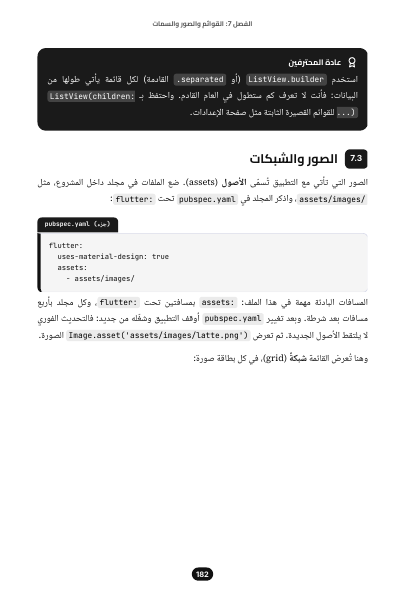 الفصل 7: القوائم والصور والسمات
عادة المحترفين
استخدم ListView.builder (أو .separated القادمة) لكل قائمة يأتي طولها من
البيانات: فأنت لا تعرف كم ستطول في العام القادم. واحتفظ بـ ListView(children:
...) للقوائم القصيرة الثابتة مثل صفحة الإعدادات.
7.3 الصور والشبكات
الصور التي تأتي مع التطبيق تُسمّى الأصول (assets). ضع الملفات في مجلد داخل المشروع، مثل
assets/images/، واذكر المجلد في pubspec.yaml تحت flutter::
pubspec.yaml (جزء)
flutter:
uses-material-design: true
assets:
- assets/images/
المسافات البادئة مهمة في هذا الملف: assets: بمسافتين تحت flutter:، وكل مجلد بأربع
مسافات بعد شرطة. وبعد تغيير pubspec.yaml أوقف التطبيق وشغّله من جديد؛ فالتحديث الفوري
لا يلتقط الأصول الجديدة. ثم تعرض Image.asset('assets/images/latte.png') الصورة.
وهنا تُعرض القائمة شبكةً (grid)، في كل بطاقة صورة:
182